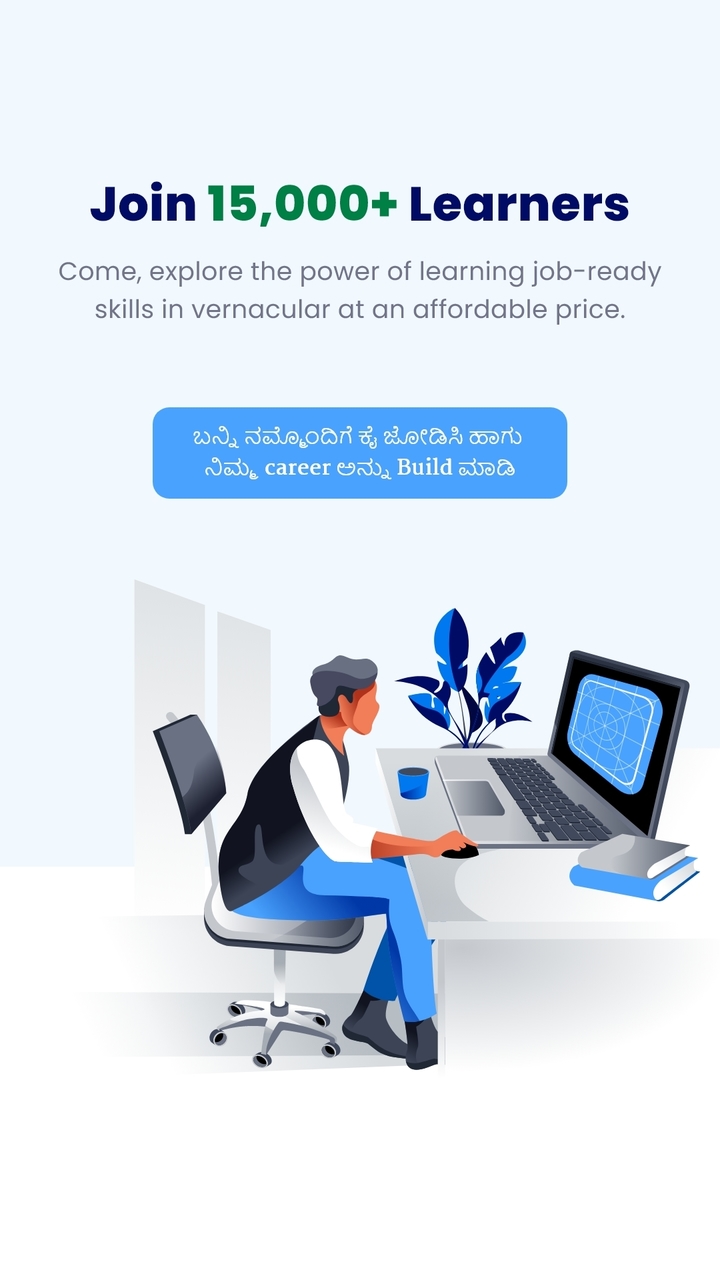 Join 15,000+ Learners
Come, explore the power of learning job-ready
skills in vernacular at an affordable price.
ಬನ್ನಿ ನಮ್ಮೊಂದಿಗೆ ಕೈ ಜೋಡಿಸಿ ಹಾಗು
ನಿಮ್ಮ career ಅನ್ನು Build ಮಾಡಿ